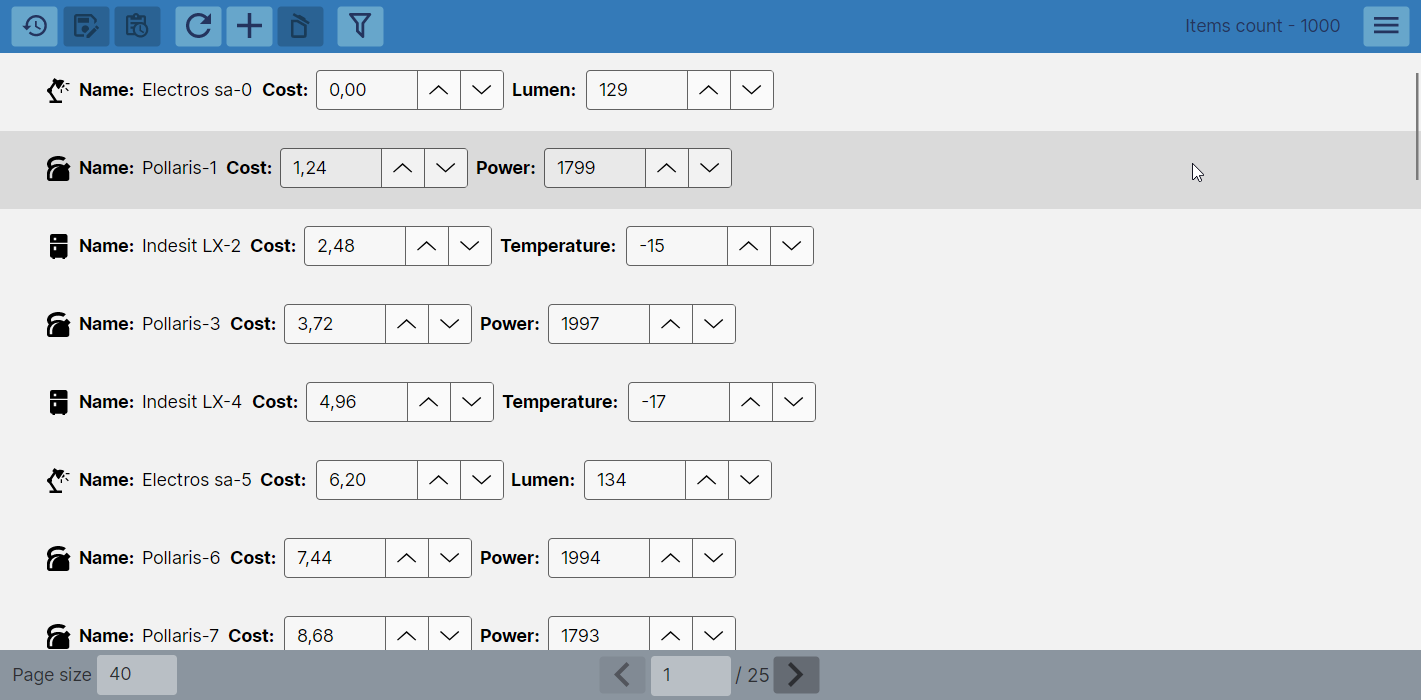 Items count - 1000
Name: Electros sa-0 Cost: 0,00 Lumen: 129
Name: Pollaris-1 Cost: 1,24 Power: 1799
Name: Indesit LX-2 Cost: 2,48 Temperature: -15
Name: Pollaris-3 Cost: 3,72 Power: 1997
Name: Indesit LX-4 Cost: 4,96 Temperature: -17
Name: Electros sa-5 Cost: 6,20 Lumen: 134
Name: Pollaris-6 Cost: 7,44 Power: 1994
Name: Pollaris-7 Cost: 8,68 Power: 1793
Page size 40 1 / 25